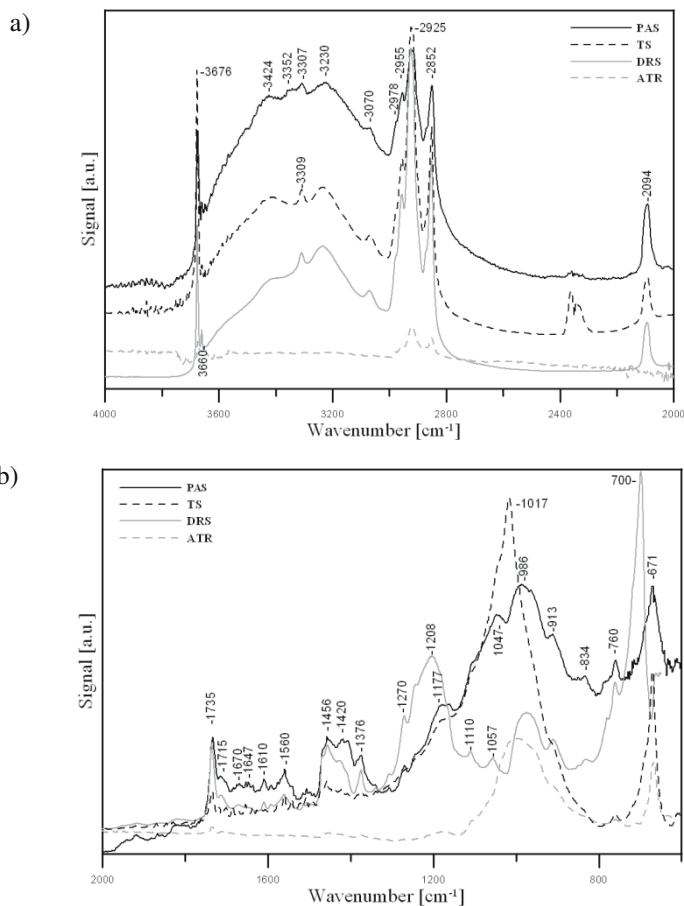 a)
PAS
TS
DRS
ATR
-3676
-3424
-3352
-3307
-3230
-3309
-3070
-2978
-2955
-2925
-2852
2094
3660
Signal [a.u.]
4000 3600 3200 2800 2400 2000
Wavenumber [cm⁻¹]
b)
PAS
TS
DRS
ATR
-1735
-1715
-1670
-1647
-1610
-1560
-1456
-1420
-1376
-1270
-1208
-1177
-1110
-1057
1047-
-1017
-986
-913
-834
-760
700-
-671
Signal [a.u.]
2000 1600 1200 800
Wavenumber [cm⁻¹]